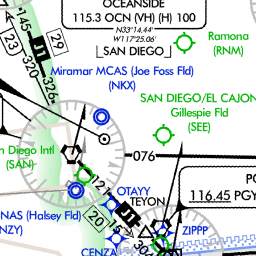 OCEANSIDE
115.3 OCN (VH) (H) 100
N33°14.44'
W117°25.06'
SAN DIEGO
145
J1
29
23
320
326
Ramona
(RNM)
Miramar MCAS (Joe Foss Fld)
(NKX)
SAN DIEGO/EL CAJON
Gillespie Fld
(SEE)
n Diego Intl
(SAN)
076
121
OTAYY
TEYON
J1
20
NAS (Halsey Fld)
NZY)
CENZA
ZIPPP
304
116.45 PGY